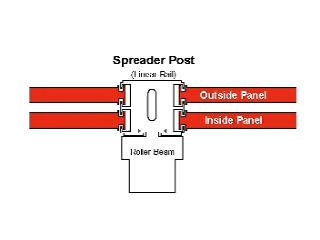 Spreader Post
(Linear Rail)
Outside Panel
Inside Panel
Roller Beam